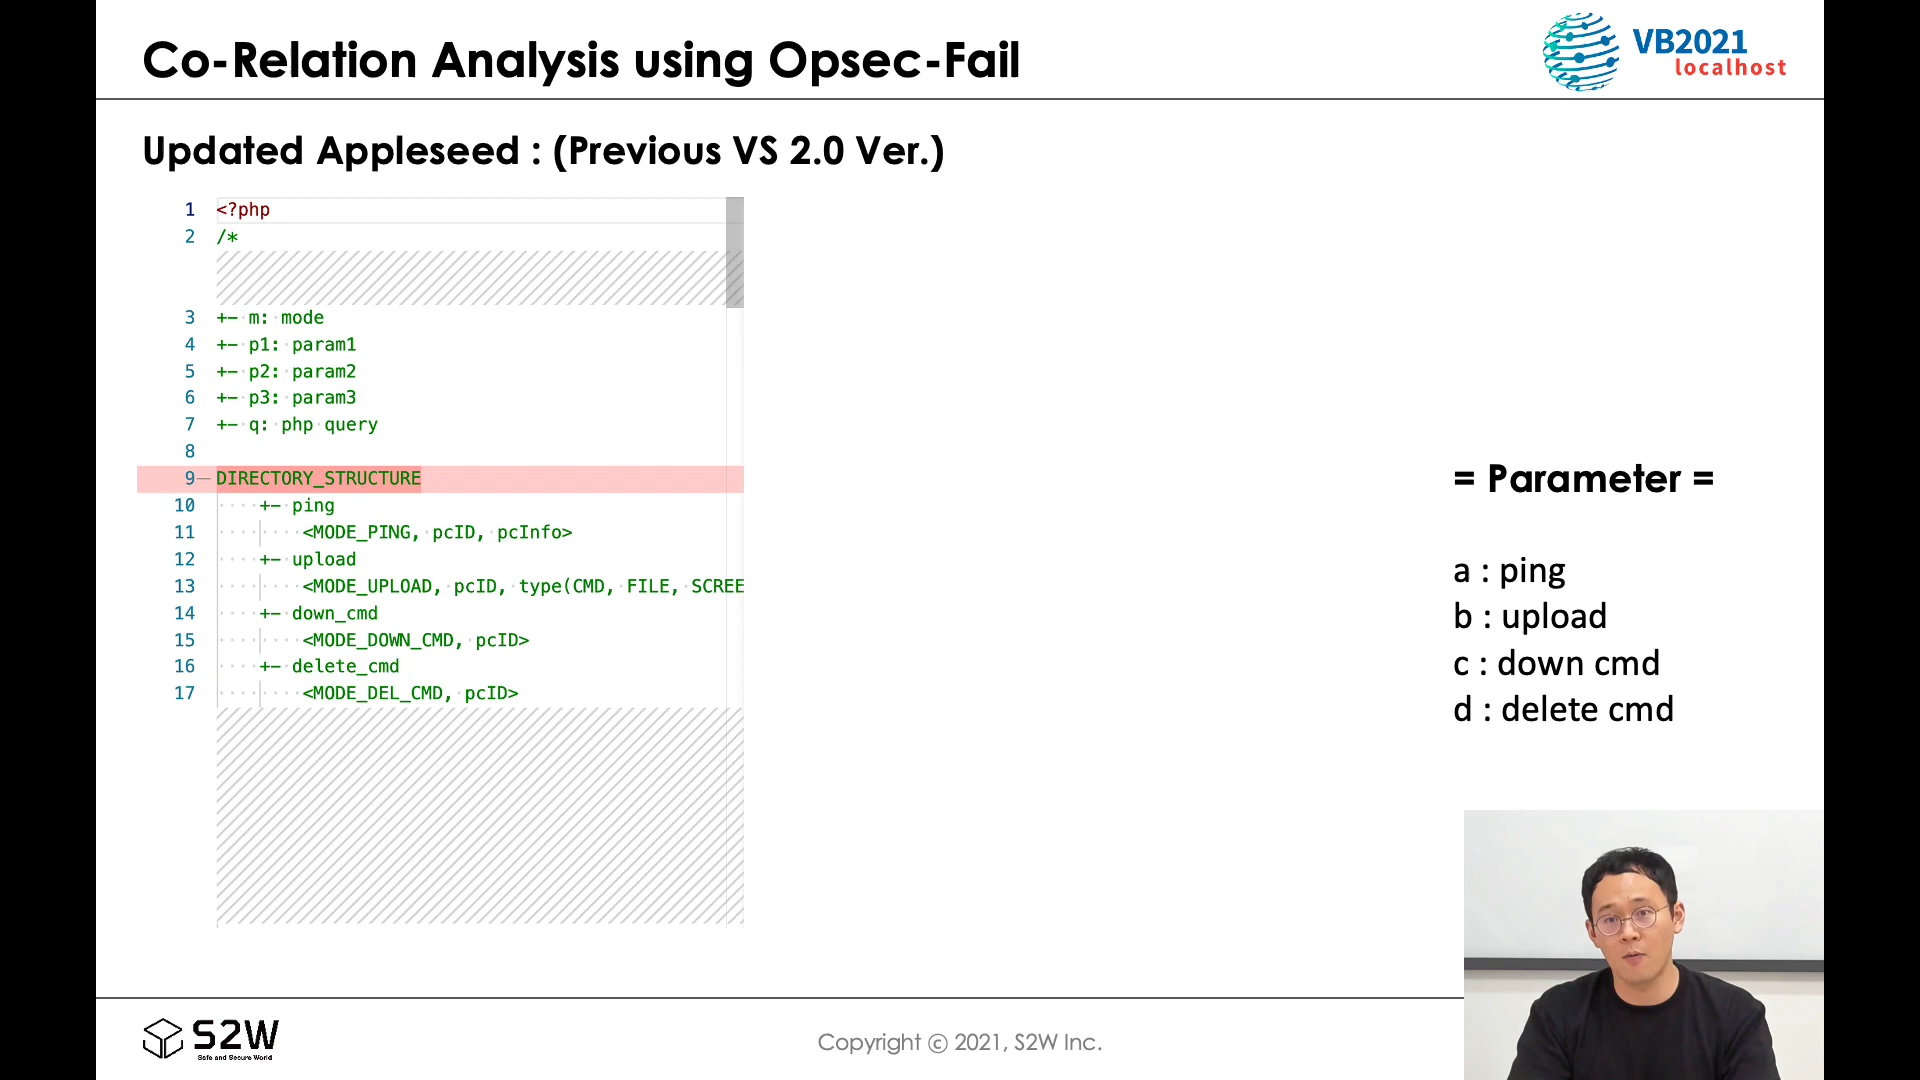 Co-Relation Analysis using Opsec-Fail
VB2021
localhost
Updated Appleseed : (Previous VS 2.0 Ver.)
1 <?php
2 /*
3 +- m: mode
4 +- p1: param1
5 +- p2: param2
6 +- p3: param3
7 +- q: php query
8
9— DIRECTORY_STRUCTURE
10 +- ping
11 <MODE_PING, pcID, pcInfo>
12 +- upload
13 <MODE_UPLOAD, pcID, type(CMD, FILE, SCREE
14 +- down_cmd
15 <MODE_DOWN_CMD, pcID>
16 +- delete_cmd
17 <MODE_DEL_CMD, pcID>
= Parameter =
a : ping
b : upload
c : down cmd
d : delete cmd
S2W
Safe and Secure World
Copyright © 2021, S2W Inc.